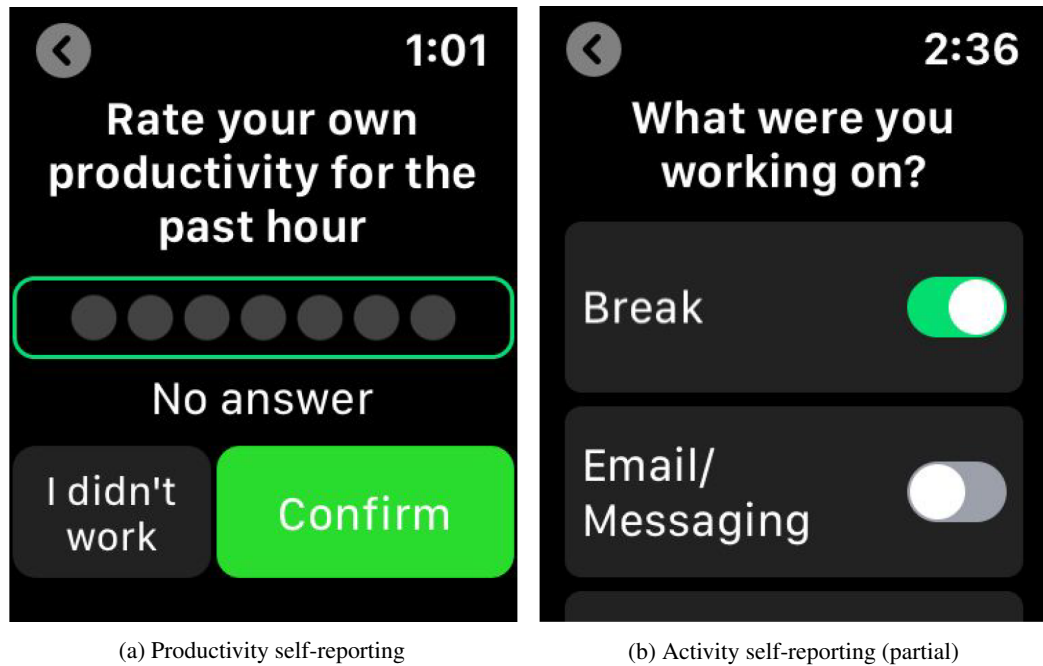 1:01
Rate your own
productivity for the
past hour
No answer
I didn't
work
Confirm
(a) Productivity self-reporting
2:36
What were you
working on?
Break
Email/
Messaging
(b) Activity self-reporting (partial)